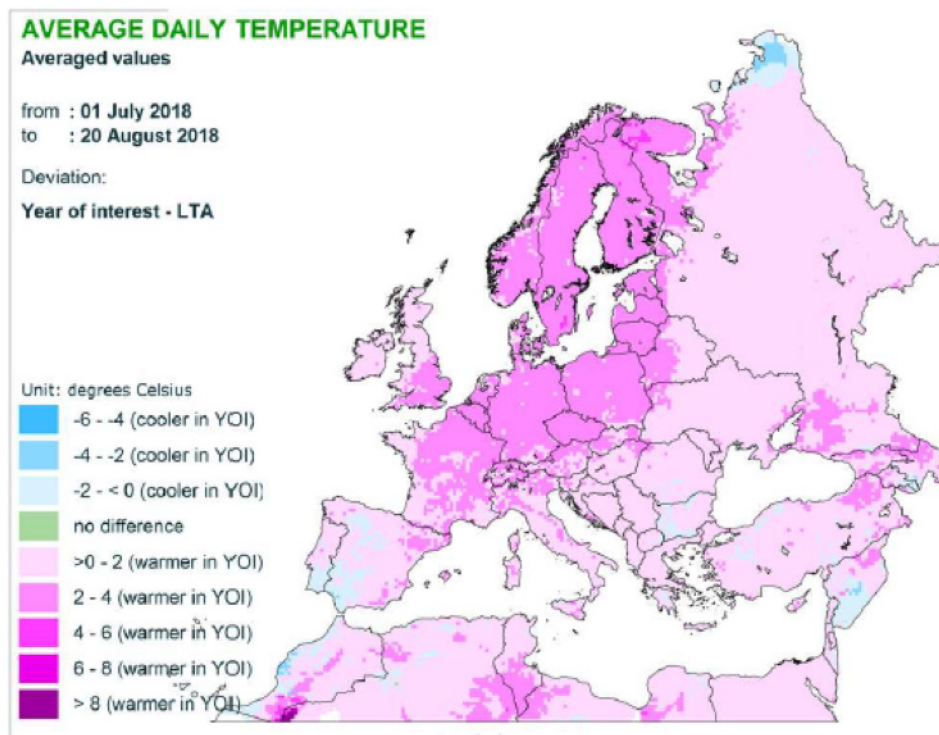 AVERAGE DAILY TEMPERATURE
Averaged values
from : 01 July 2018
to : 20 August 2018
Deviation:
Year of interest - LTA
Unit: degrees Celsius
-6 - -4 (cooler in YOI)
-4 - -2 (cooler in YOI)
-2 - < 0 (cooler in YOI)
no difference
>0 - 2 (warmer in YOI)
2 - 4 (warmer in YOI)
4 - 6 (warmer in YOI)
6 - 8 (warmer in YOI)
> 8 (warmer in YOI)